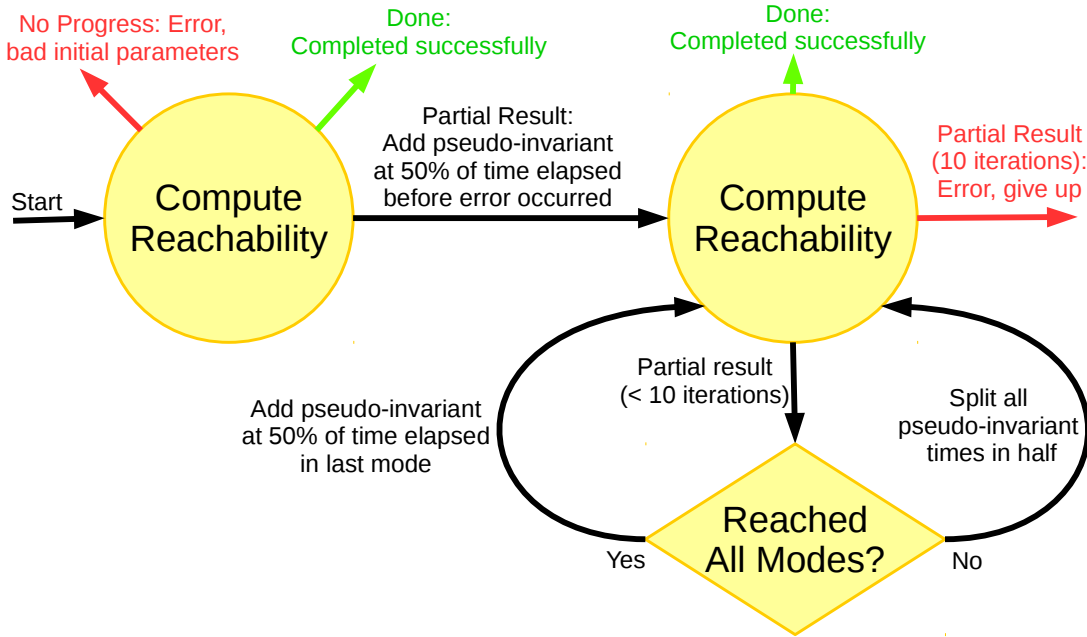 No Progress: Error,
bad initial parameters
Done:
Completed successfully
Done:
Completed successfully
Partial Result:
Add pseudo-invariant
at 50% of time elapsed
before error occurred
Partial Result
(10 iterations):
Error, give up
Start
Compute
Reachability
Compute
Reachability
Partial result
(< 10 iterations)
Add pseudo-invariant
at 50% of time elapsed
in last mode
Split all
pseudo-invariant
times in half
Reached
All Modes?
Yes
No